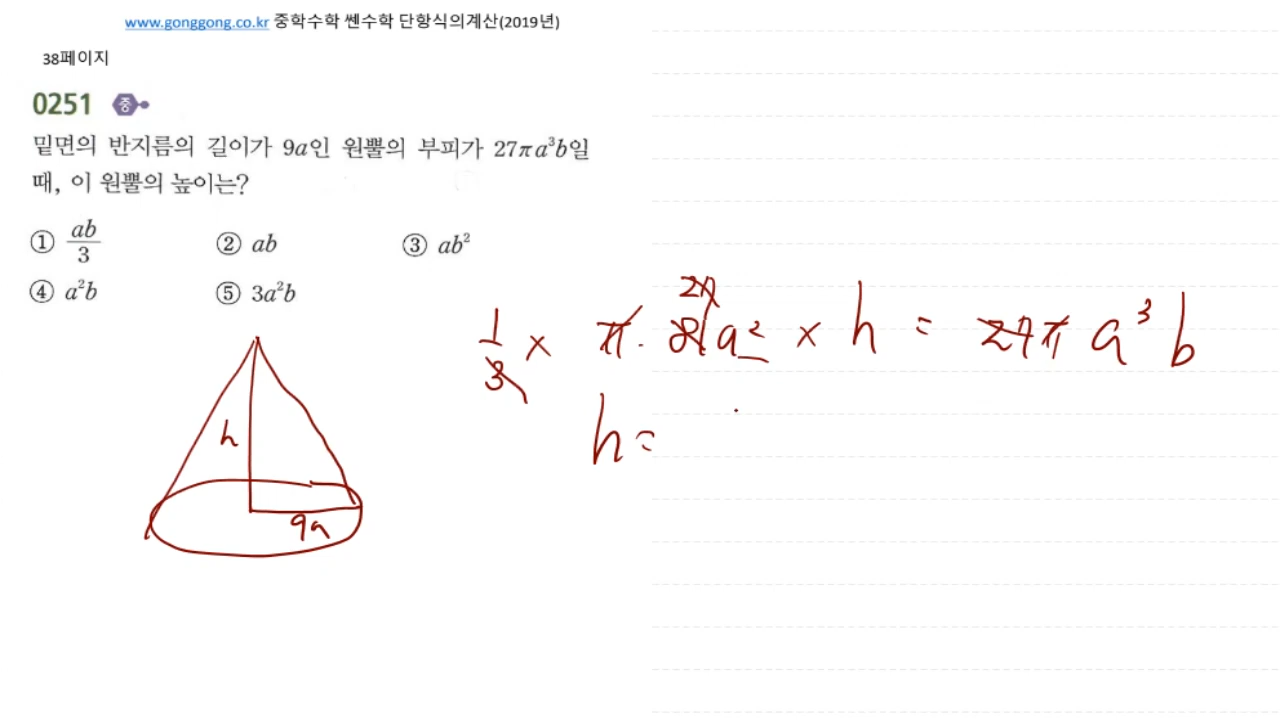 www.gonggong.co.kr 중학수학 쎈수학 단항식의계산(2019년)
38페이지
0251 중
밑면의 반지름의 길이가 9a인 원뿔의 부피가 27πa³b일
때, 이 원뿔의 높이는?
① ab/3 ② ab ③ ab²
④ a²b ⑤ 3a²b
27
1/3 × π · 81a² × h = 27π a³ b
h =
h
9a